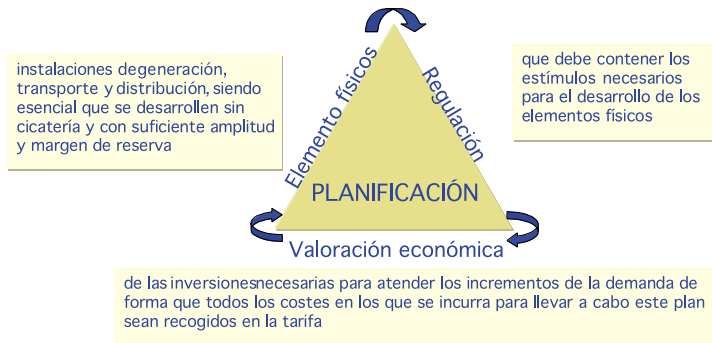 instalaciones degeneración,
transporte y distribución, siendo
esencial que se desarrollen sin
cicatería y con suficiente amplitud
y margen de reserva
Elemento físicos
Regulación
que debe contener los
estímulos necesarios
para el desarrollo de los
elementos físicos
PLANIFICACIÓN
Valoración económica
de las inversionesnecesarias para atender los incrementos de la demanda de
forma que todos los costes en los que se incurra para llevar a cabo este plan
sean recogidos en la tarifa